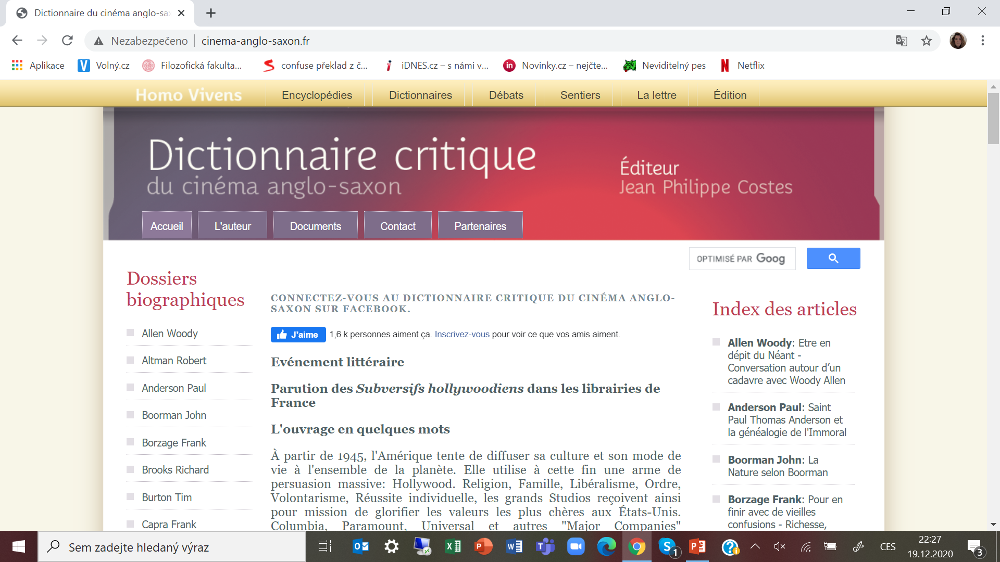 Dictionnaire du cinéma anglo-sa
Nezabezpečeno
cinema-anglo-saxon.fr
Aplikace
Volný.cz
Filozofická fakulta...
confuse překlad z č...
iDNES.cz – s námi v...
Novinky.cz – nejčte...
Neviditelný pes
Netflix
Homo Vivens
Encyclopédies
Dictionnaires
Débats
Sentiers
La lettre
Édition
Dictionnaire critique
du cinéma anglo-saxon
Éditeur
Jean Philippe Costes
Accueil
L'auteur
Documents
Contact
Partenaires
OPTIMISÉ PAR Goog
Dossiers
biographiques
Allen Woody
Altman Robert
Anderson Paul
Boorman John
Borzage Frank
Brooks Richard
Burton Tim
Capra Frank
CONNECTEZ-VOUS AU DICTIONNAIRE CRITIQUE DU CINÉMA ANGLO-
SAXON SUR FACEBOOK.
J'aime
1,6 k personnes aiment ça. Inscrivez-vous pour voir ce que vos amis aiment.
Evénement littéraire
Parution des Subversifs hollywoodiens dans les librairies de
France
L'ouvrage en quelques mots
À partir de 1945, l'Amérique tente de diffuser sa culture et son mode de
vie à l'ensemble de la planète. Elle utilise à cette fin une arme de
persuasion massive: Hollywood. Religion, Famille, Libéralisme, Ordre,
Volontarisme, Réussite individuelle, les grands Studios reçoivent ainsi
pour mission de glorifier les valeurs les plus chères aux États-Unis.
Columbia, Paramount, Universal et autres "Major Companies"
Index des articles
Allen Woody: Etre en
dépit du Néant -
Conversation autour d’un
cadavre avec Woody Allen
Anderson Paul: Saint
Paul Thomas Anderson et
la généalogie de l'Immoral
Boorman John: La
Nature selon Boorman
Borzage Frank: Pour en
finir avec de vieilles
confusions - Richesse,
Sem zadejte hledaný výraz
1
CES
22:27
19.12.2020
3